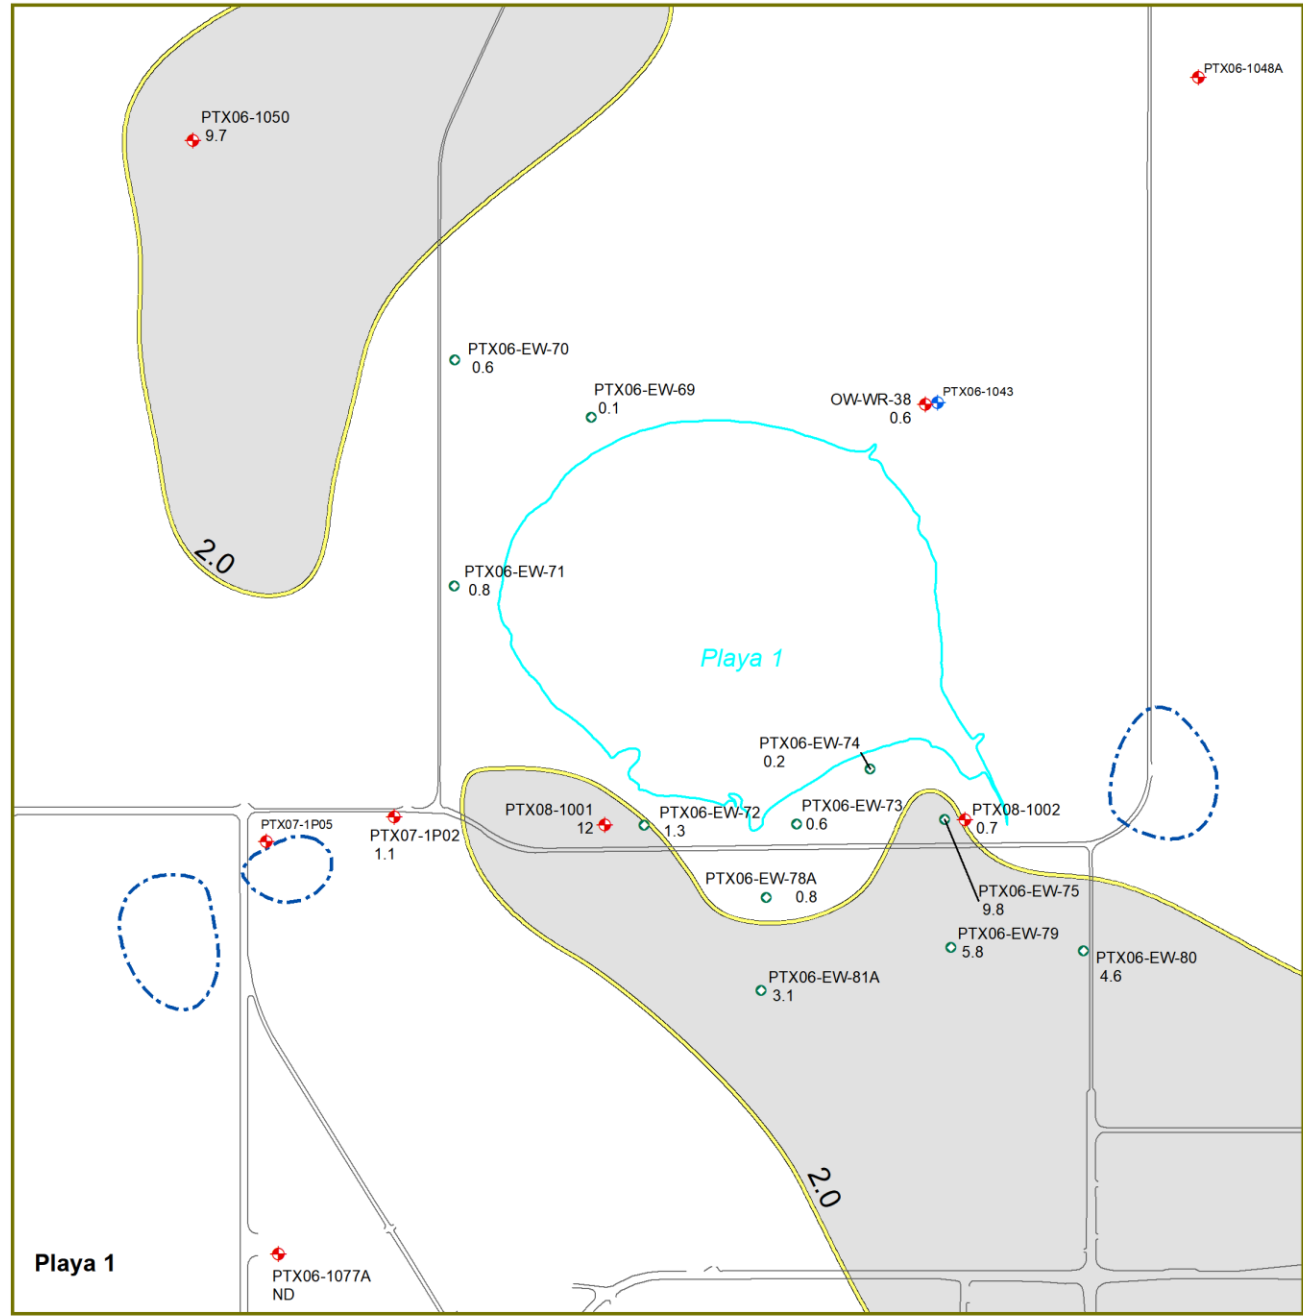 PTX06-1048A
PTX06-1050
9.7
PTX06-EW-70
0.6
PTX06-EW-69
0.1
OW-WR-38
0.6
PTX06-1043
2.0
PTX06-EW-71
0.8
Playa 1
PTX06-EW-74
0.2
PTX08-1001
12
PTX06-EW-72
1.3
PTX06-EW-73
0.6
PTX08-1002
0.7
PTX07-1P05
PTX07-1P02
1.1
PTX06-EW-78A
0.8
PTX06-EW-75
9.8
PTX06-EW-79
5.8
PTX06-EW-80
4.6
PTX06-EW-81A
3.1
2.0
Playa 1
PTX06-1077A
ND